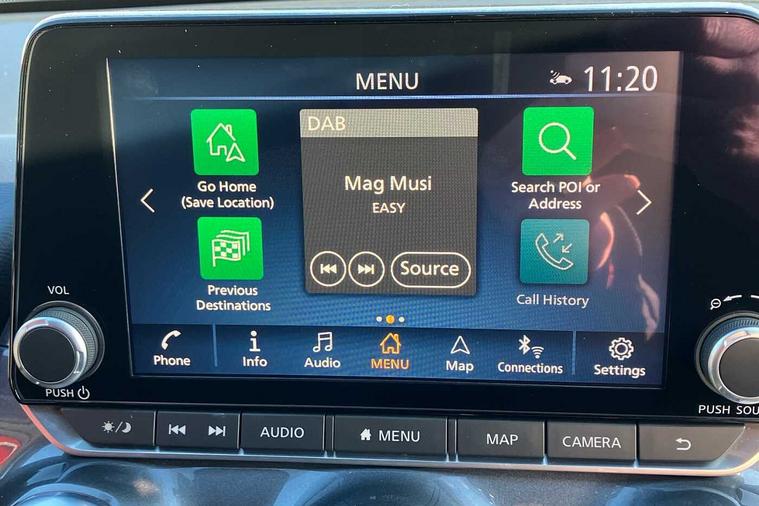 MENU
11:20
Go Home
(Save Location)
DAB
Mag Musi
EASY
Source
Search POI or
Address
Previous
Destinations
Call History
Phone
Info
Audio
MENU
Map
Connections
Settings
VOL
PUSH
PUSH SOU
AUDIO
MENU
MAP
CAMERA